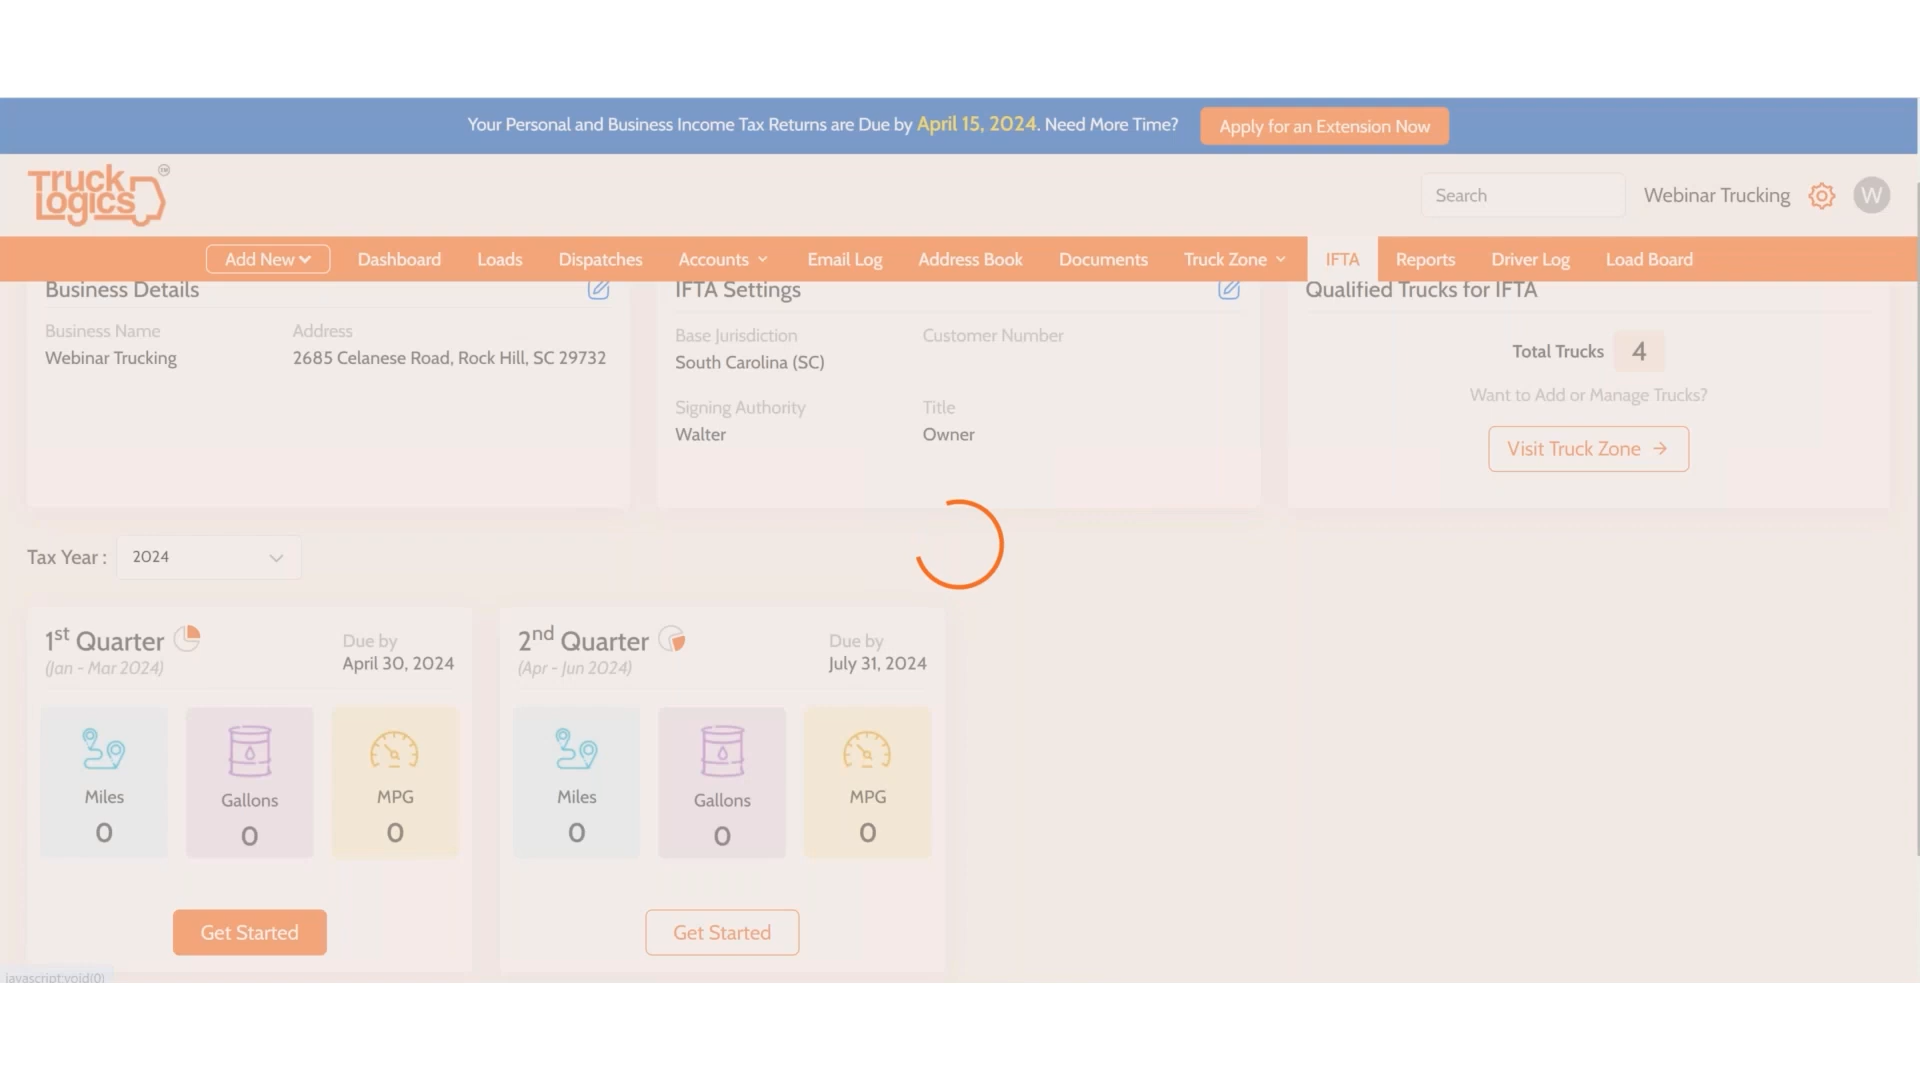 Your Personal and Business Income Tax Returns are Due by April 15, 2024. Need More Time? Apply for an Extension Now
Truck Logics TM
Search Webinar Trucking W
Add New Dashboard Loads Dispatches Accounts Email Log Address Book Documents Truck Zone IFTA Reports Driver Log Load Board
Business Details IFTA Settings Qualified Trucks for IFTA
Business Name Address Base Jurisdiction Customer Number
Webinar Trucking 2685 Celanese Road, Rock Hill, SC 29732 South Carolina (SC)
Total Trucks 4
Want to Add or Manage Trucks?
Signing Authority Title
Walter Owner
Visit Truck Zone →
Tax Year : 2024
1st Quarter Due by 2nd Quarter Due by
(Jan - Mar 2024) April 30, 2024 (Apr - Jun 2024) July 31, 2024
Miles Gallons MPG Miles Gallons MPG
0 0 0 0 0 0
Get Started Get Started
javascript:void(0)